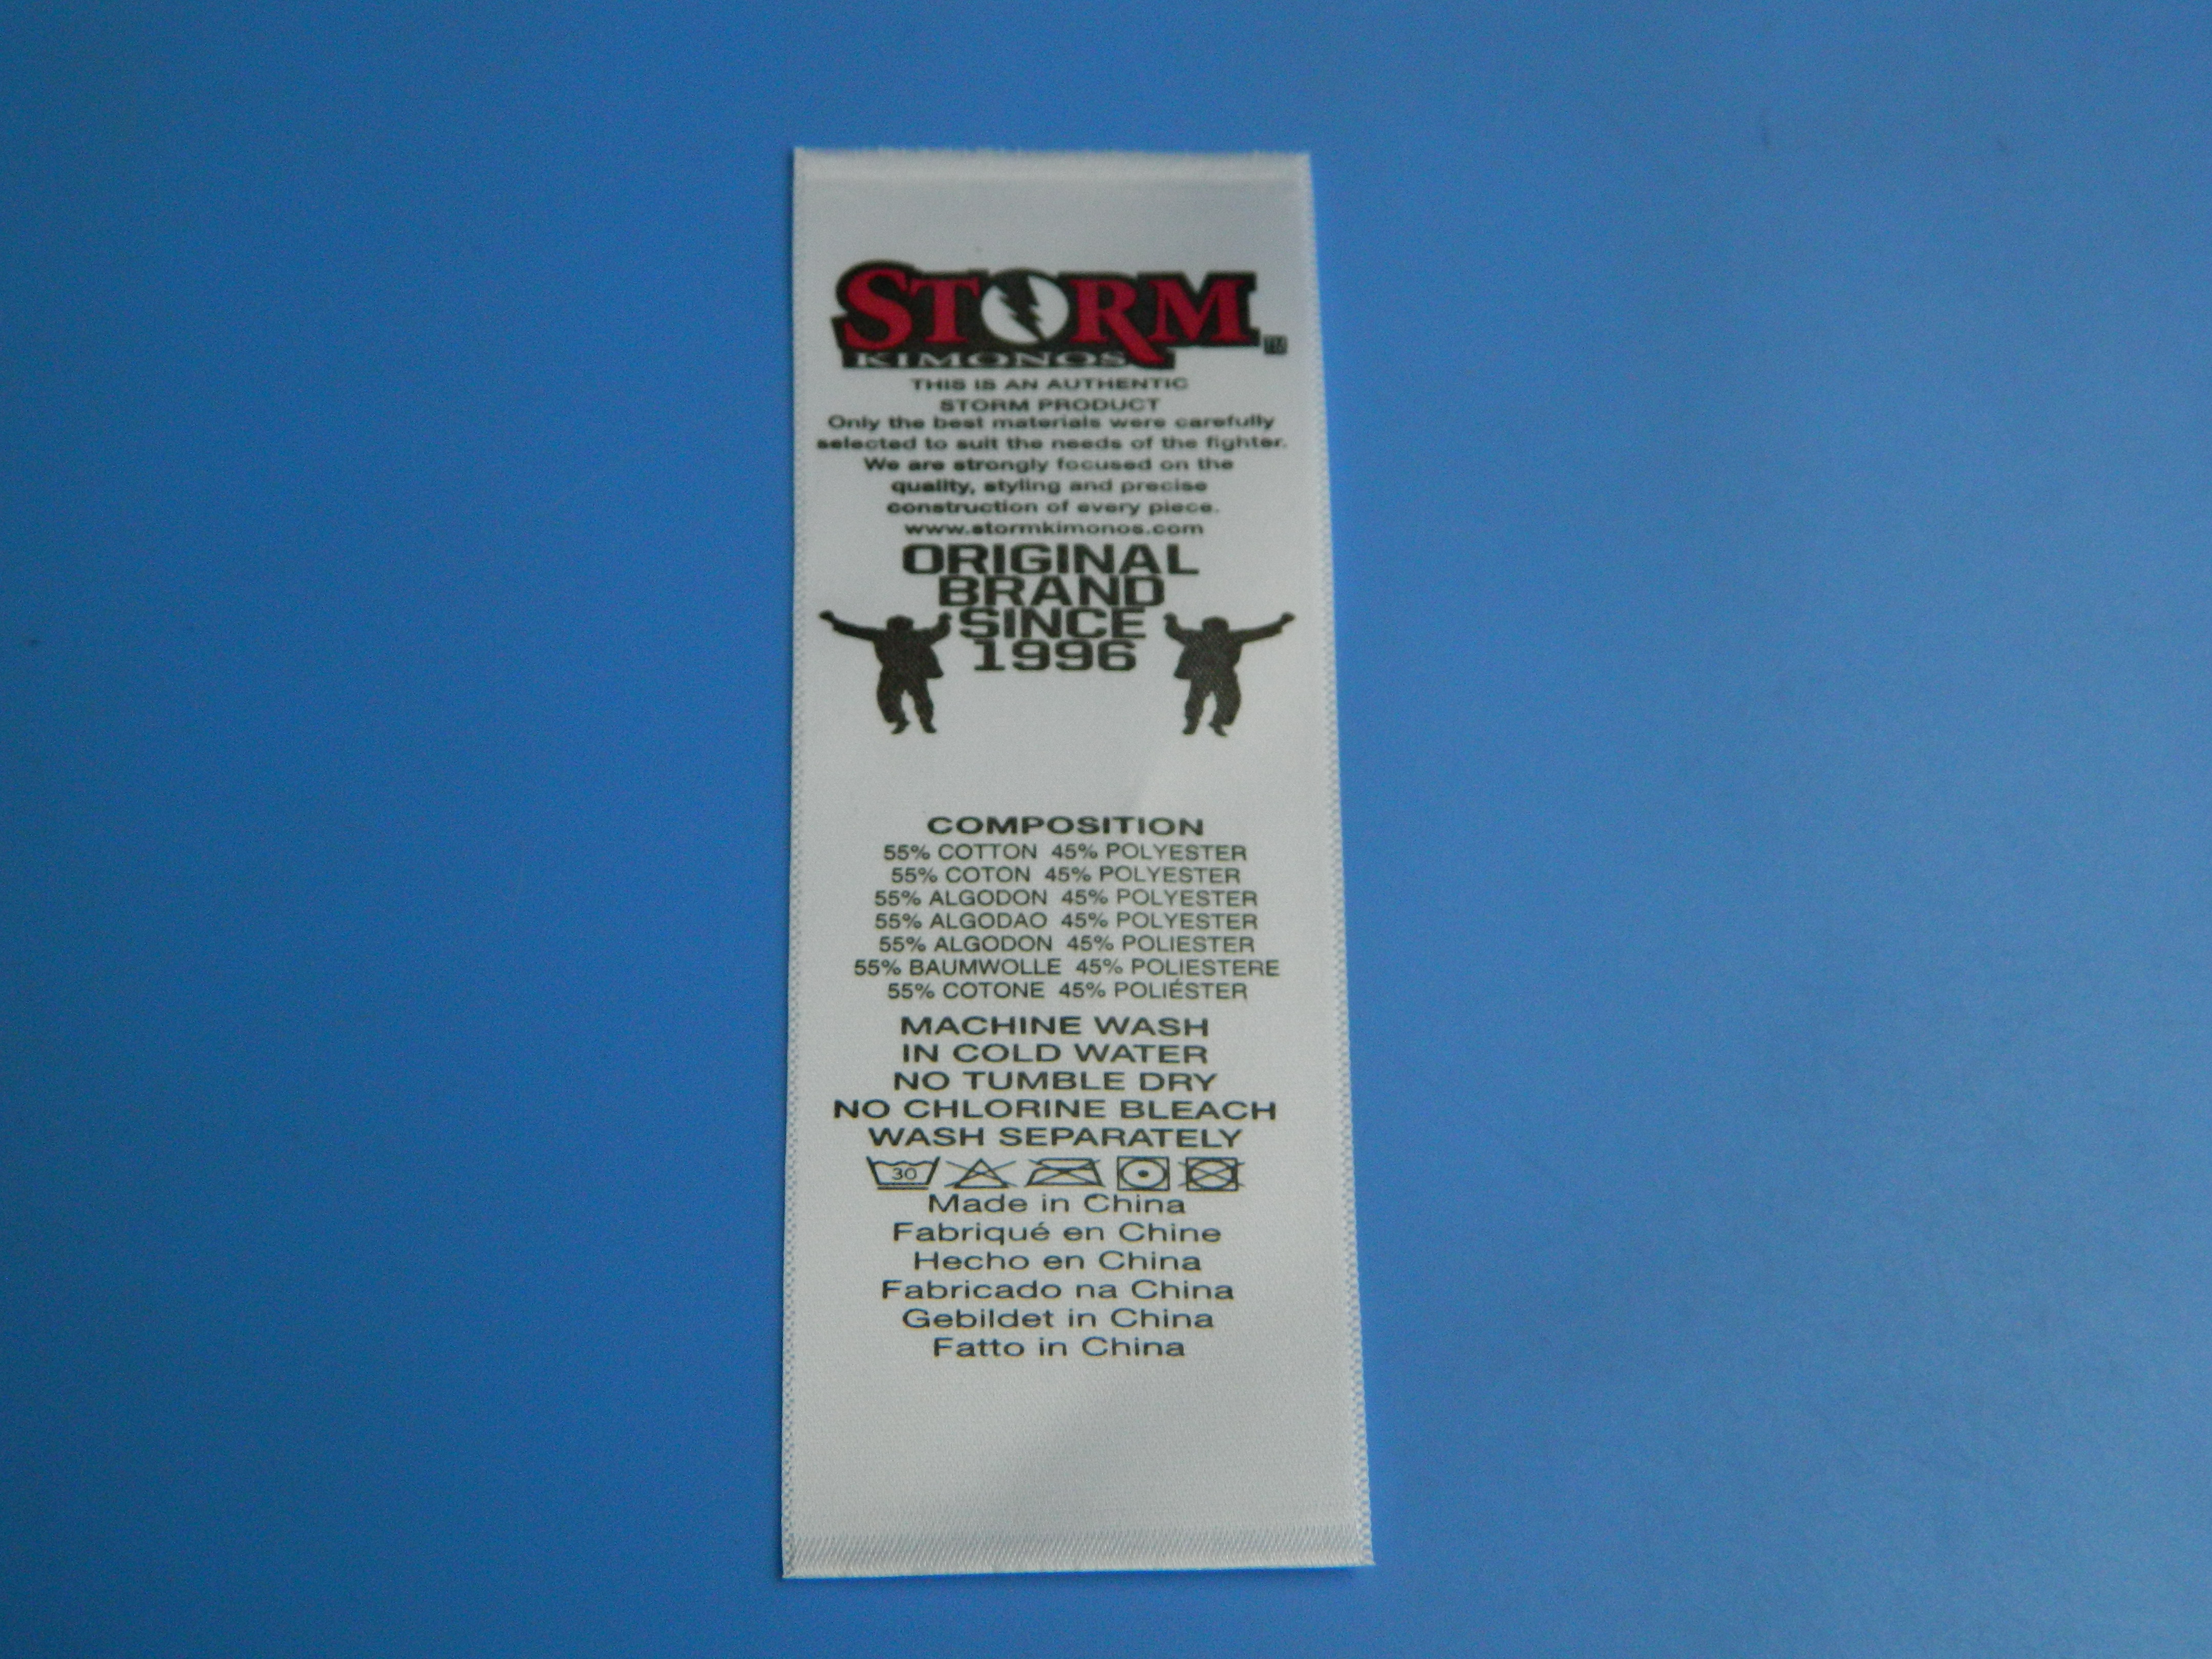 STORM
KIMONOS
TM
THIS IS AN AUTHENTIC
STORM PRODUCT
Only the best materials were carefully
selected to suit the needs of the fighter.
We are strongly focused on the
quality, styling and precise
construction of every piece.
www.stormkimonos.com
ORIGINAL
BRAND
SINCE
1996
COMPOSITION
55% COTTON 45% POLYESTER
55% COTON 45% POLYESTER
55% ALGODON 45% POLYESTER
55% ALGODAO 45% POLYESTER
55% ALGODON 45% POLIESTER
55% BAUMWOLLE 45% POLIESTERE
55% COTONE 45% POLIÉSTER
MACHINE WASH
IN COLD WATER
NO TUMBLE DRY
NO CHLORINE BLEACH
WASH SEPARATELY
30
Made in China
Fabriqué en Chine
Hecho en China
Fabricado na China
Gebildet in China
Fatto in China